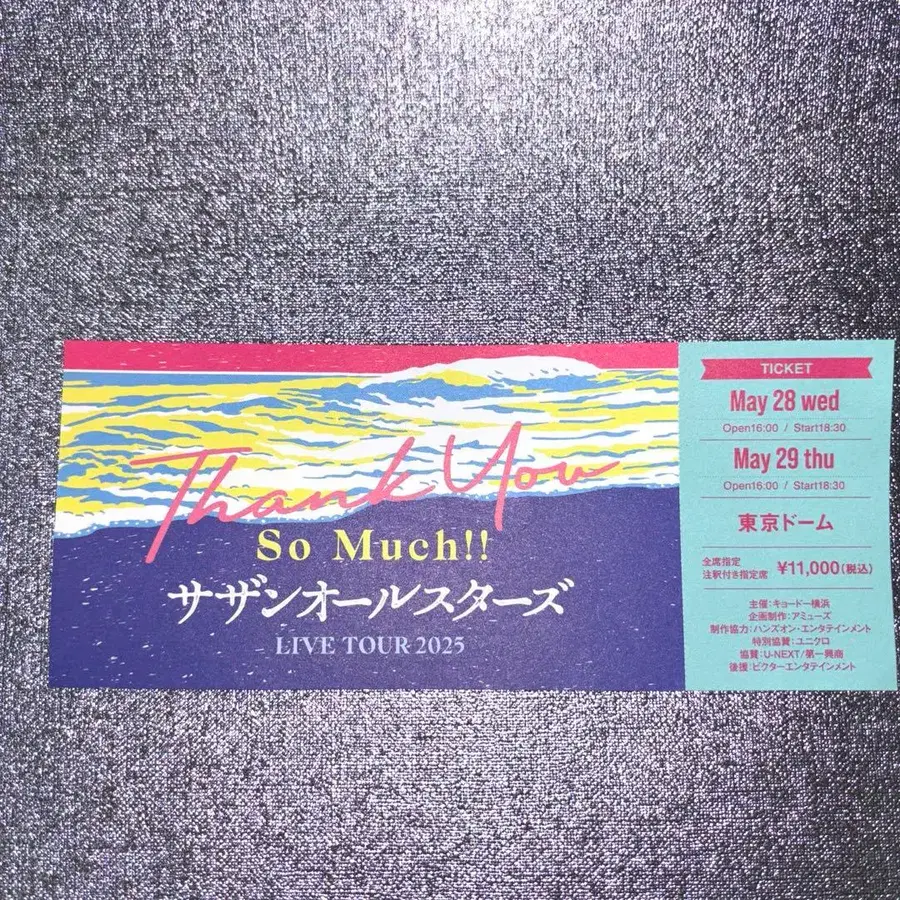 Thank You
So Much!!
サザンオールスターズ
LIVE TOUR 2025
TICKET
May 28 wed
Open16:00 / Start18:30
May 29 thu
Open16:00 / Start18:30
東京ドーム
全席指定
注釈付き指定席 ¥11,000(税込)
主催:キョードー横浜
企画制作:アミューズ
制作協力:ハンズオン・エンタテインメント
特別協賛:ユニクロ
協賛:U-NEXT/第一興商
後援:ビクターエンタテインメント